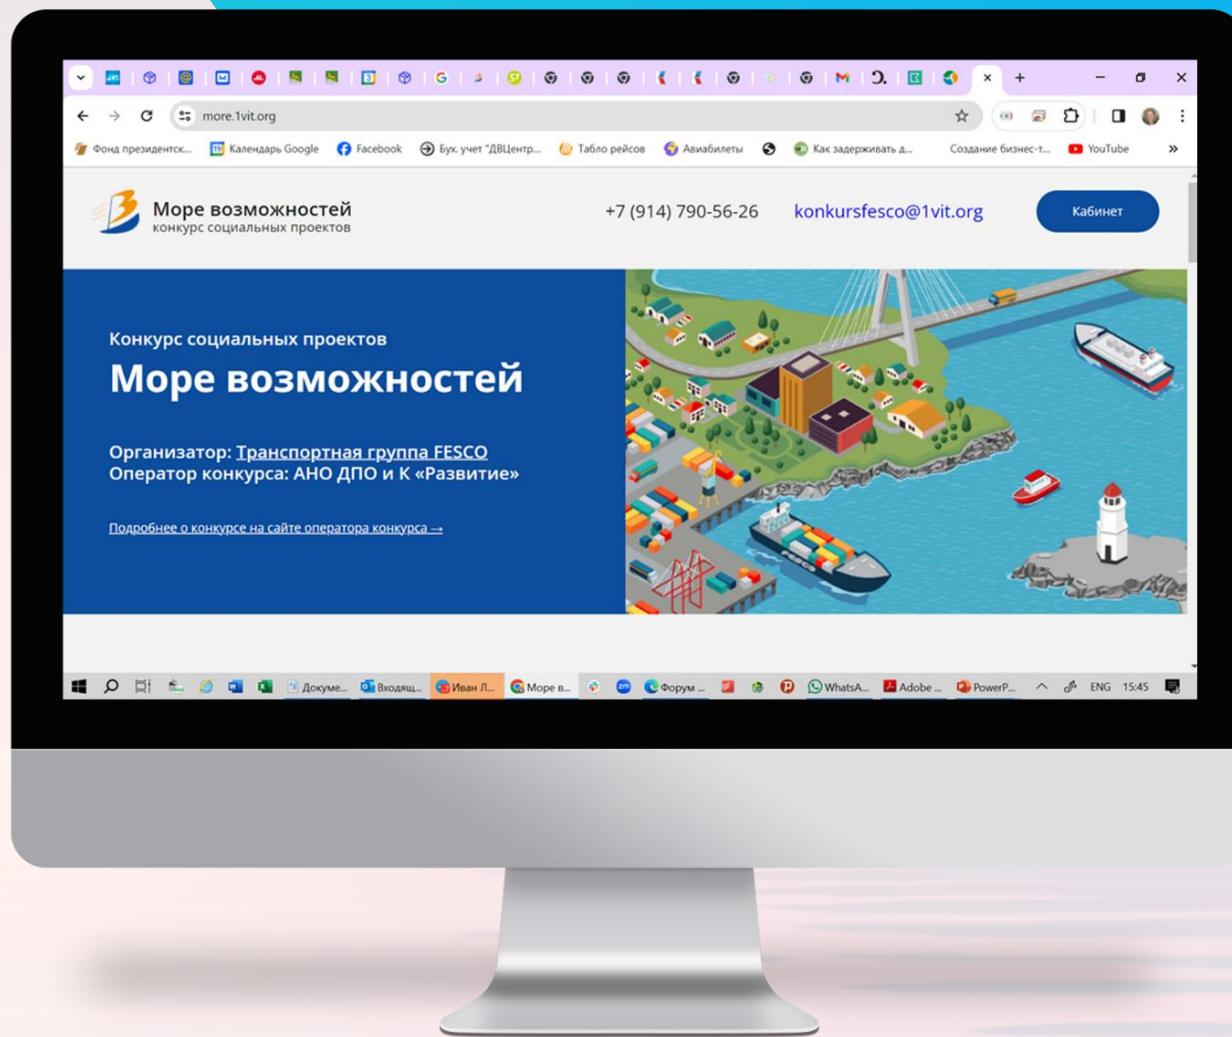 more.1vit.org
Фонд президентск...
Календарь Google
Facebook
Бух. учет "ДВЦентр...
Табло рейсов
Авиабилеты
Как задерживать д...
Создание бизнес-т...
YouTube
»
Море возможностей
конкурс социальных проектов
+7 (914) 790-56-26
konkursfesco@1vit.org
Кабинет
Конкурс социальных проектов
Море возможностей
Организатор: Транспортная группа FESCO
Оператор конкурса: АНО ДПО и К «Развитие»
Подробнее о конкурсе на сайте оператора конкурса →
FESCO
Докуме...
Входящ...
Иван Л...
Море в...
Форум ...
WhatsA...
Adobe ...
PowerP...
ENG
15:45